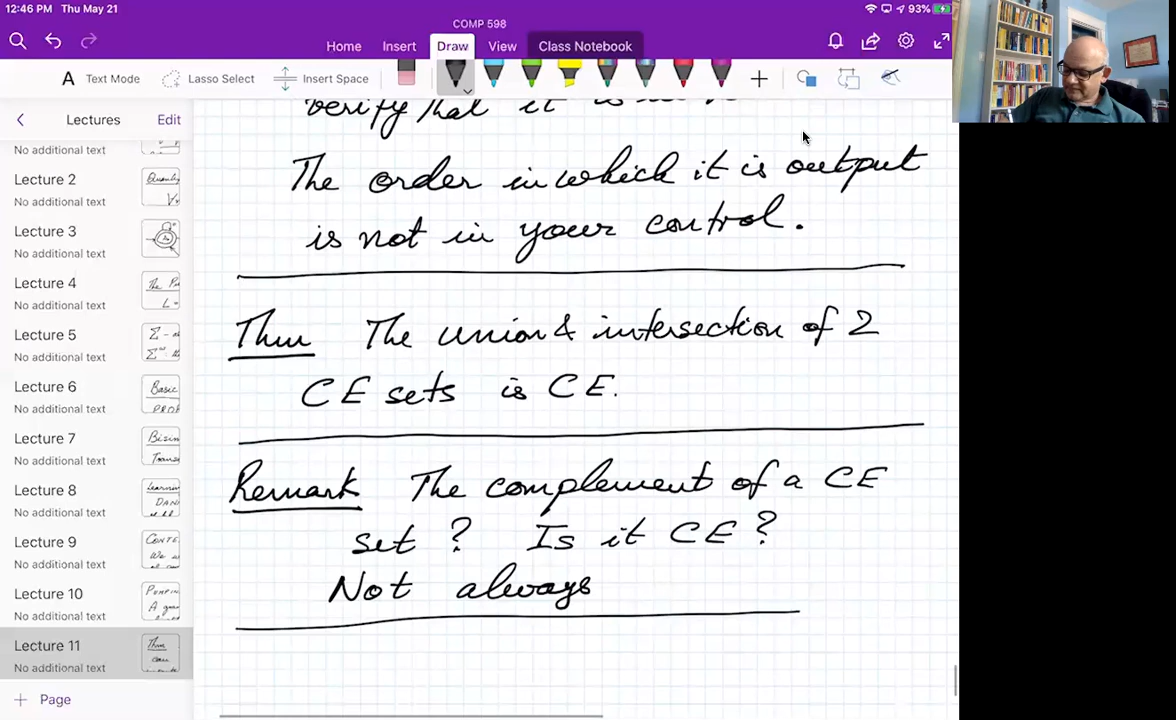 12:46 PM Thu May 21
93%
COMP 598
Home Insert Draw View Class Notebook
A Text Mode Lasso Select Insert Space
Lectures Edit
No additional text
Lecture 2
No additional text
Lecture 3
No additional text
Lecture 4
No additional text
Lecture 5
No additional text
Lecture 6
No additional text
Lecture 7
No additional text
Lecture 8
No additional text
Lecture 9
No additional text
Lecture 10
No additional text
Lecture 11
No additional text
+ Page
Verify that it is
The order in which it is output
is not in your control.
Thm The union & intersection of 2
CE sets is CE.
Remark The complement of a CE
set ? Is it CE ?
Not always